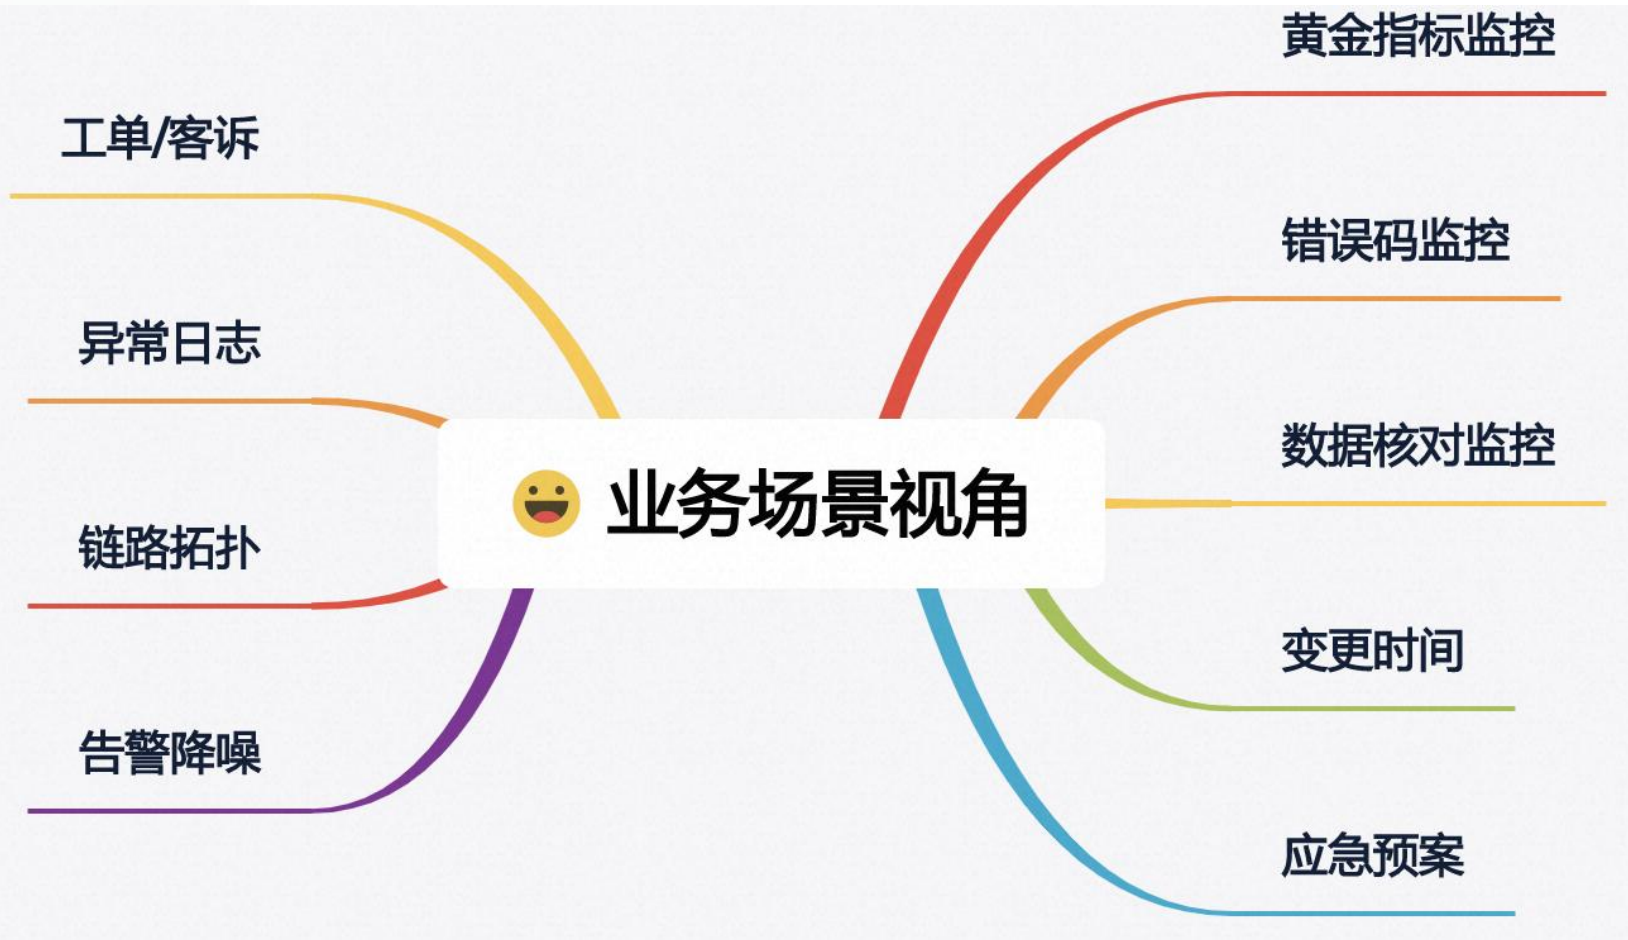 黄金指标监控
工单/客诉
错误码监控
异常日志
数据核对监控
业务场景视角
链路拓扑
变更时间
告警降噪
应急预案